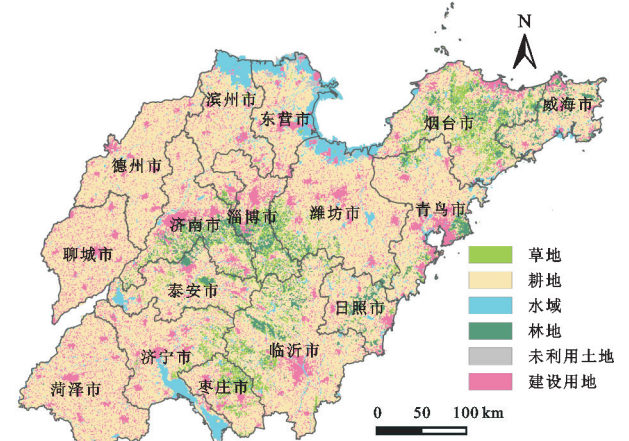 N
滨州市
东营市
烟台市
威海市
德州市
济南市
淄博市
潍坊市
青鸟市
聊城市
泰安市
日照市
济宁市
临沂市
菏泽市
枣庄市
草地
耕地
水域
林地
未利用土地
建设用地
0 50 100 km